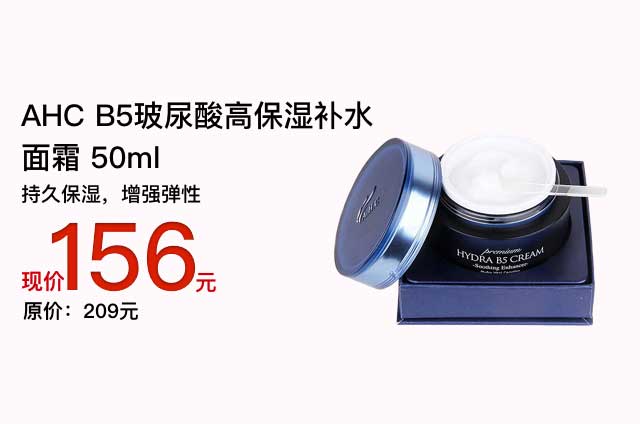 AHC B5玻尿酸高保湿补水
面霜 50ml
持久保湿，增强弹性
现价156元
原价：209元
premium
HYDRA B5 CREAM
-Soothing Enhancer-